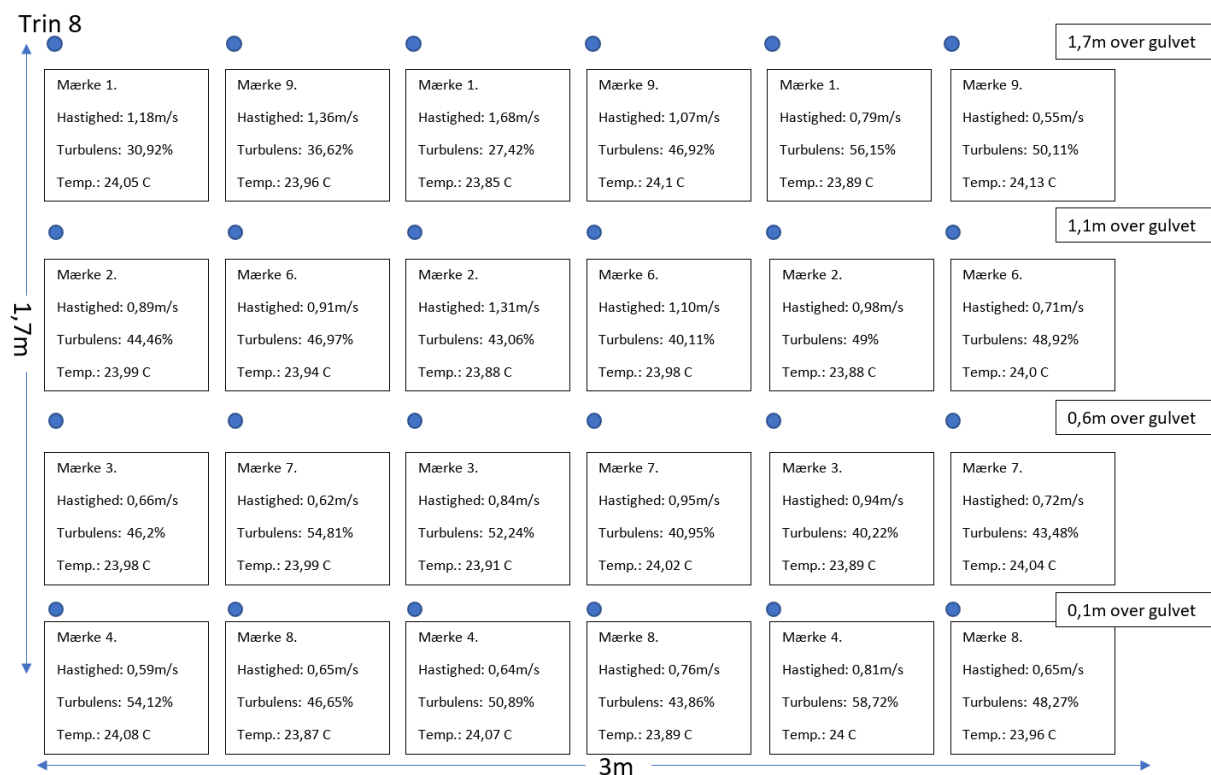 Trin 8
1,7m over gulvet
Mærke 1.
Hastighed: 1,18m/s
Turbulens: 30,92%
Temp.: 24,05 C
Mærke 9.
Hastighed: 1,36m/s
Turbulens: 36,62%
Temp.: 23,96 C
Mærke 1.
Hastighed: 1,68m/s
Turbulens: 27,42%
Temp.: 23,85 C
Mærke 9.
Hastighed: 1,07m/s
Turbulens: 46,92%
Temp.: 24,1 C
Mærke 1.
Hastighed: 0,79m/s
Turbulens: 56,15%
Temp.: 23,89 C
Mærke 9.
Hastighed: 0,55m/s
Turbulens: 50,11%
Temp.: 24,13 C
1,1m over gulvet
Mærke 2.
Hastighed: 0,89m/s
Turbulens: 44,46%
Temp.: 23,99 C
Mærke 6.
Hastighed: 0,91m/s
Turbulens: 46,97%
Temp.: 23,94 C
Mærke 2.
Hastighed: 1,31m/s
Turbulens: 43,06%
Temp.: 23,88 C
Mærke 6.
Hastighed: 1,10m/s
Turbulens: 40,11%
Temp.: 23,98 C
Mærke 2.
Hastighed: 0,98m/s
Turbulens: 49%
Temp.: 23,88 C
Mærke 6.
Hastighed: 0,71m/s
Turbulens: 48,92%
Temp.: 24,0 C
1,7m
0,6m over gulvet
Mærke 3.
Hastighed: 0,66m/s
Turbulens: 46,2%
Temp.: 23,98 C
Mærke 7.
Hastighed: 0,62m/s
Turbulens: 54,81%
Temp.: 23,99 C
Mærke 3.
Hastighed: 0,84m/s
Turbulens: 52,24%
Temp.: 23,91 C
Mærke 7.
Hastighed: 0,95m/s
Turbulens: 40,95%
Temp.: 24,02 C
Mærke 3.
Hastighed: 0,94m/s
Turbulens: 40,22%
Temp.: 23,89 C
Mærke 7.
Hastighed: 0,72m/s
Turbulens: 43,48%
Temp.: 24,04 C
0,1m over gulvet
Mærke 4.
Hastighed: 0,59m/s
Turbulens: 54,12%
Temp.: 24,08 C
Mærke 8.
Hastighed: 0,65m/s
Turbulens: 46,65%
Temp.: 23,87 C
Mærke 4.
Hastighed: 0,64m/s
Turbulens: 50,89%
Temp.: 24,07 C
Mærke 8.
Hastighed: 0,76m/s
Turbulens: 43,86%
Temp.: 23,89 C
Mærke 4.
Hastighed: 0,81m/s
Turbulens: 58,72%
Temp.: 24 C
Mærke 8.
Hastighed: 0,65m/s
Turbulens: 48,27%
Temp.: 23,96 C
3m